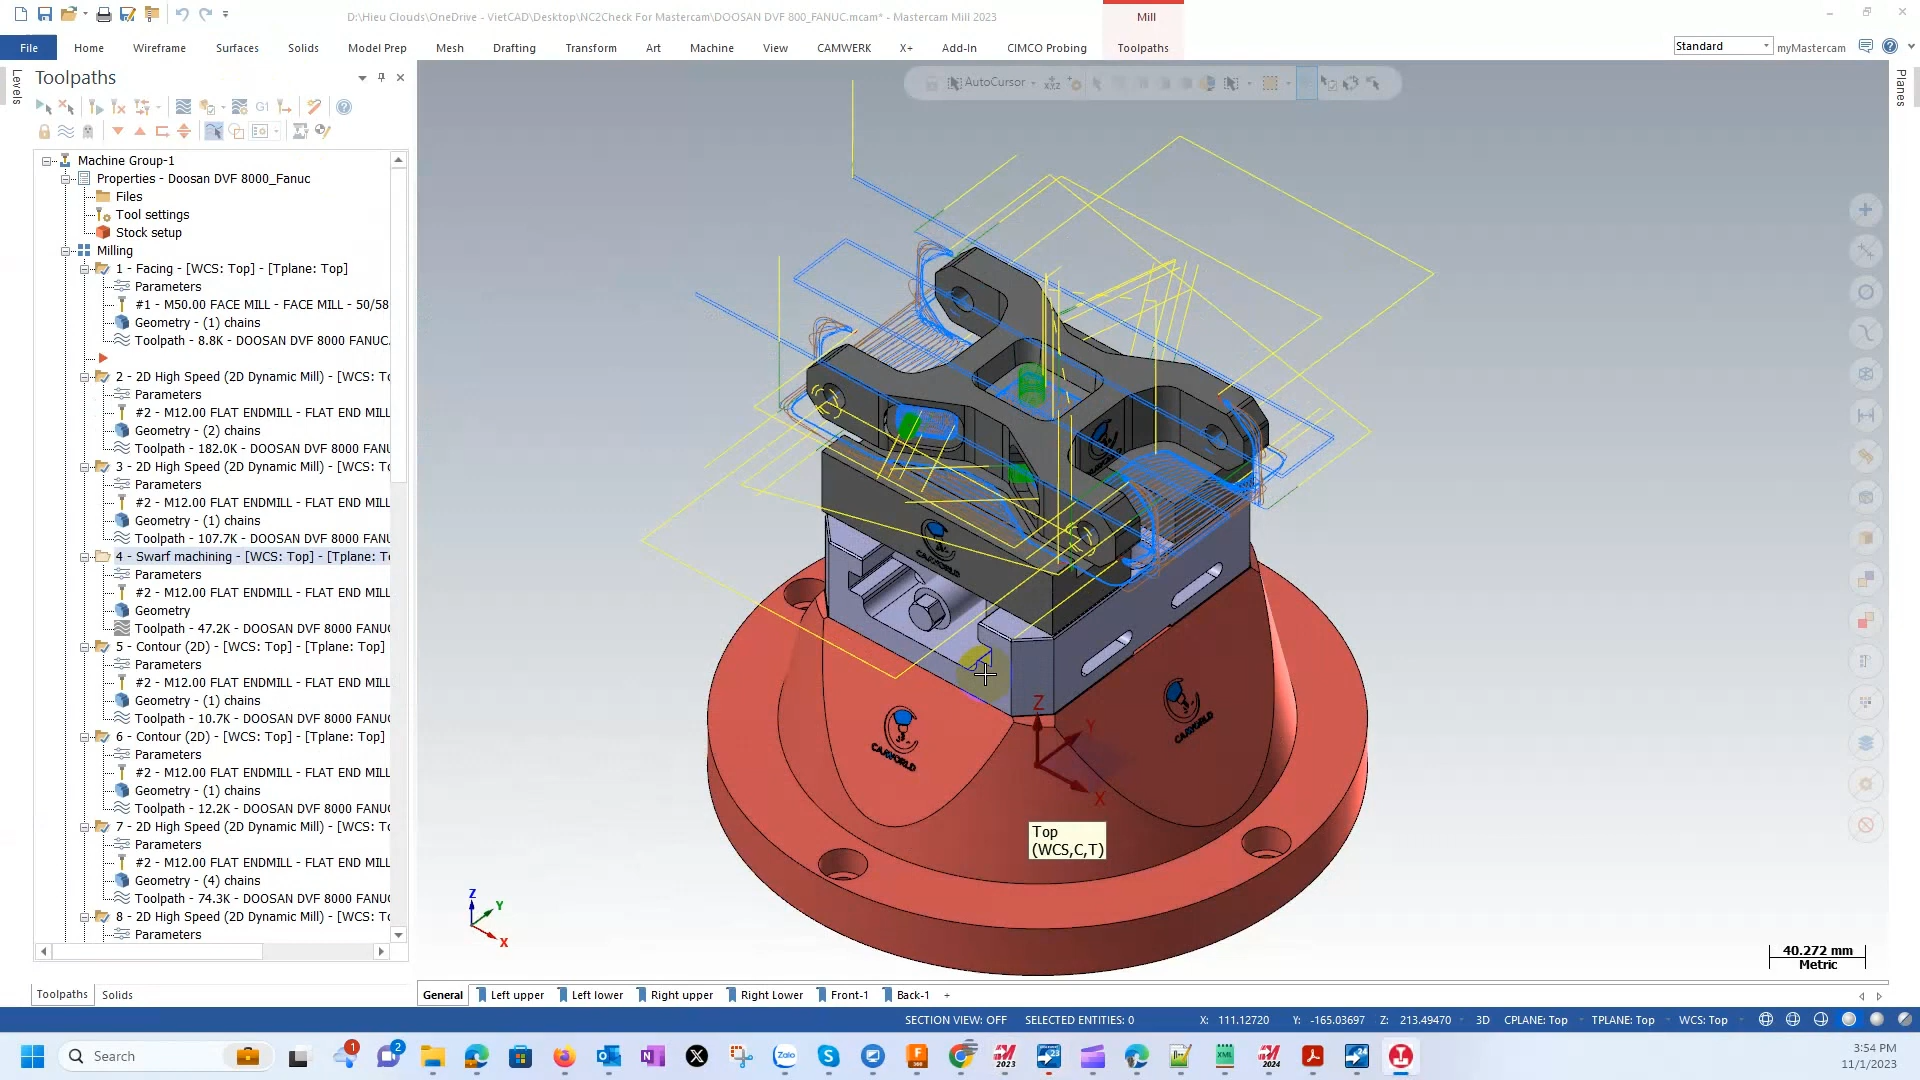 D:\Hieu Clouds\OneDrive - VietCAD\Desktop\NC2Check For Mastercam\DOOSAN DVF 800_FANUC.mcam* - Mastercam Mill 2023
Mill
File
Home
Wireframe
Surfaces
Solids
Model Prep
Mesh
Drafting
Transform
Art
Machine
View
CAMWERK
X+
Add-In
CIMCO Probing
Toolpaths
Standard
myMastercam
Levels
Toolpaths
Planes
AutoCursor
G1
Machine Group-1
Properties - Doosan DVF 8000_Fanuc
Files
Tool settings
Stock setup
Milling
1 - Facing - [WCS: Top] - [Tplane: Top]
Parameters
#1 - M50.00 FACE MILL - FACE MILL - 50/58
Geometry - (1) chains
Toolpath - 8.8K - DOOSAN DVF 8000 FANUC.
2 - 2D High Speed (2D Dynamic Mill) - [WCS: To
Parameters
#2 - M12.00 FLAT ENDMILL - FLAT END MILL
Geometry - (2) chains
Toolpath - 182.0K - DOOSAN DVF 8000 FANU
3 - 2D High Speed (2D Dynamic Mill) - [WCS: To
Parameters
#2 - M12.00 FLAT ENDMILL - FLAT END MILL
Geometry - (1) chains
Toolpath - 107.7K - DOOSAN DVF 8000 FANU
4 - Swarf machining - [WCS: Top] - [Tplane: To
Parameters
#2 - M12.00 FLAT ENDMILL - FLAT END MILL
Geometry
Toolpath - 47.2K - DOOSAN DVF 8000 FANUC
5 - Contour (2D) - [WCS: Top] - [Tplane: Top]
Parameters
#2 - M12.00 FLAT ENDMILL - FLAT END MILL
Geometry - (1) chains
Toolpath - 10.7K - DOOSAN DVF 8000 FANUC
6 - Contour (2D) - [WCS: Top] - [Tplane: Top]
Parameters
#2 - M12.00 FLAT ENDMILL - FLAT END MILL
Geometry - (1) chains
Toolpath - 12.2K - DOOSAN DVF 8000 FANUC
7 - 2D High Speed (2D Dynamic Mill) - [WCS: To
Parameters
#2 - M12.00 FLAT ENDMILL - FLAT END MILL
Geometry - (4) chains
Toolpath - 74.3K - DOOSAN DVF 8000 FANUC
8 - 2D High Speed (2D Dynamic Mill) - [WCS: To
Parameters
Z
Y
X
Top
(WCS,C,T)
Z
Y
X
40.272 mm
Metric
Toolpaths
Solids
General
Left upper
Left lower
Right upper
Right Lower
Front-1
Back-1
+
SECTION VIEW: OFF
SELECTED ENTITIES: 0
X: 111.12720
Y: -165.03697
Z: 213.49470
3D
CPLANE: Top
TPLANE: Top
WCS: Top
Search
1
2
Zalo
2023
23
XML
2024
24
3:54 PM
11/1/2023